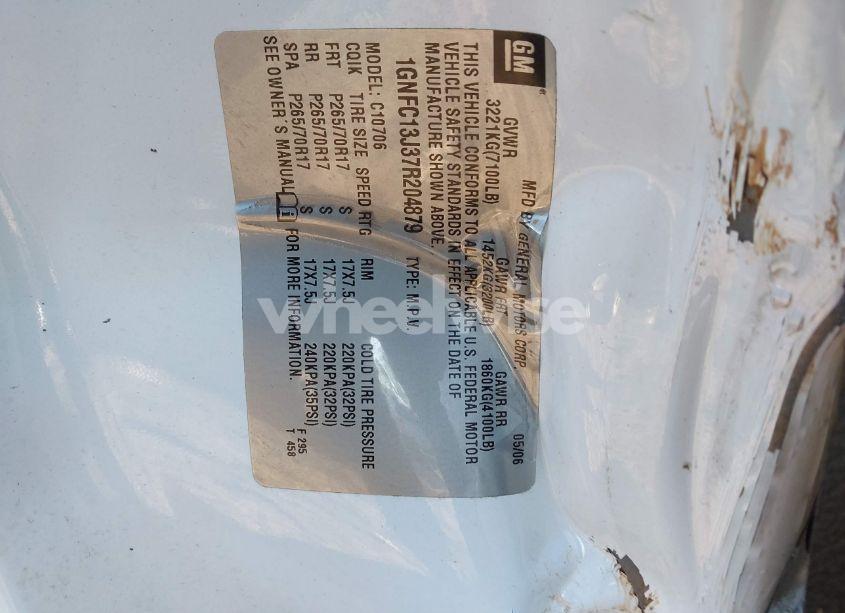 GM
MFD BY GENERAL MOTORS CORP 05/06
GVWR GAWR FRT GAWR RR
3221KG(7100LB) 1452KG(3200LB) 1860KG(4100LB)
THIS VEHICLE CONFORMS TO ALL APPLICABLE U.S. FEDERAL MOTOR
VEHICLE SAFETY STANDARDS IN EFFECT ON THE DATE OF
MANUFACTURE SHOWN ABOVE.
1GNFC13J37R204879 TYPE: M.P.V.
MODEL: C10706
CQIK TIRE SIZE SPEED RTG RIM COLD TIRE PRESSURE
FRT P265/70R17 S 17X7.5J 220KPA(32PSI)
RR P265/70R17 S 17X7.5J 220KPA(32PSI)
SPA P265/70R17 S 17X7.5J 240KPA(35PSI)
SEE OWNER'S MANUAL FOR MORE INFORMATION.
F 295
T 458